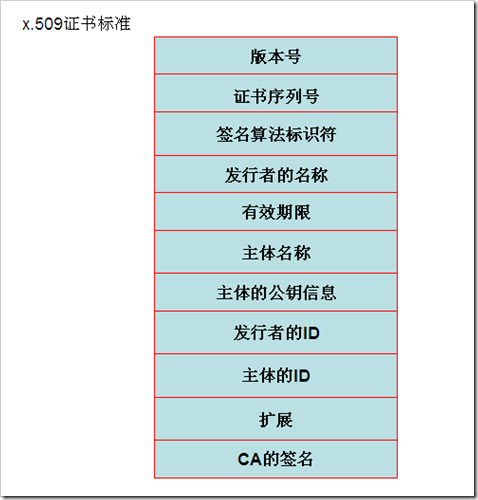 x.509证书标准
版本号
证书序列号
签名算法标识符
发行者的名称
有效期限
主体名称
主体的公钥信息
发行者的ID
主体的ID
扩展
CA的签名